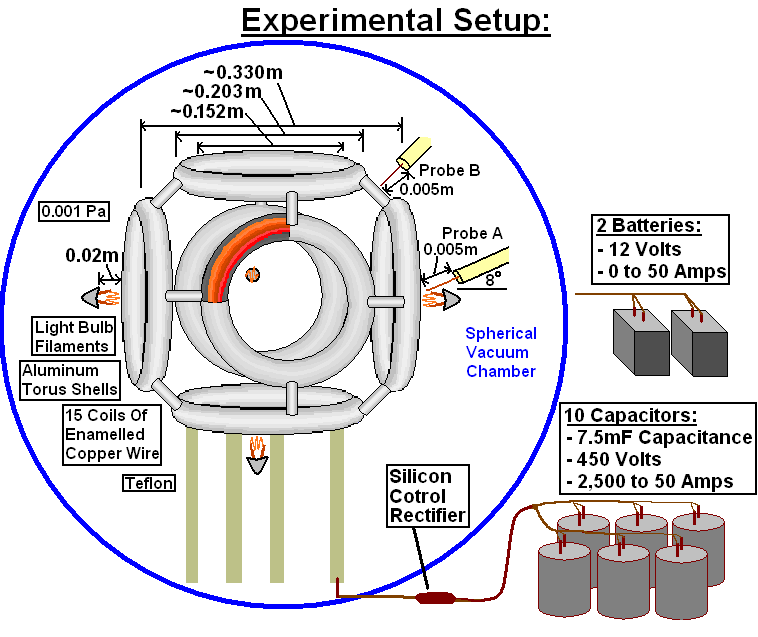 Experimental Setup:
~0.330m
~0.203m
~0.152m
Probe B
0.005m
0.001 Pa
Probe A
0.005m
0.02m
8°
2 Batteries:
- 12 Volts
- 0 to 50 Amps
Light Bulb
Filaments
Spherical
Vacuum
Chamber
Aluminum
Torus Shells
15 Coils Of
Enamelled
Copper Wire
10 Capacitors:
- 7.5mF Capacitance
- 450 Volts
- 2,500 to 50 Amps
Teflon
Silicon
Cotrol
Rectifier